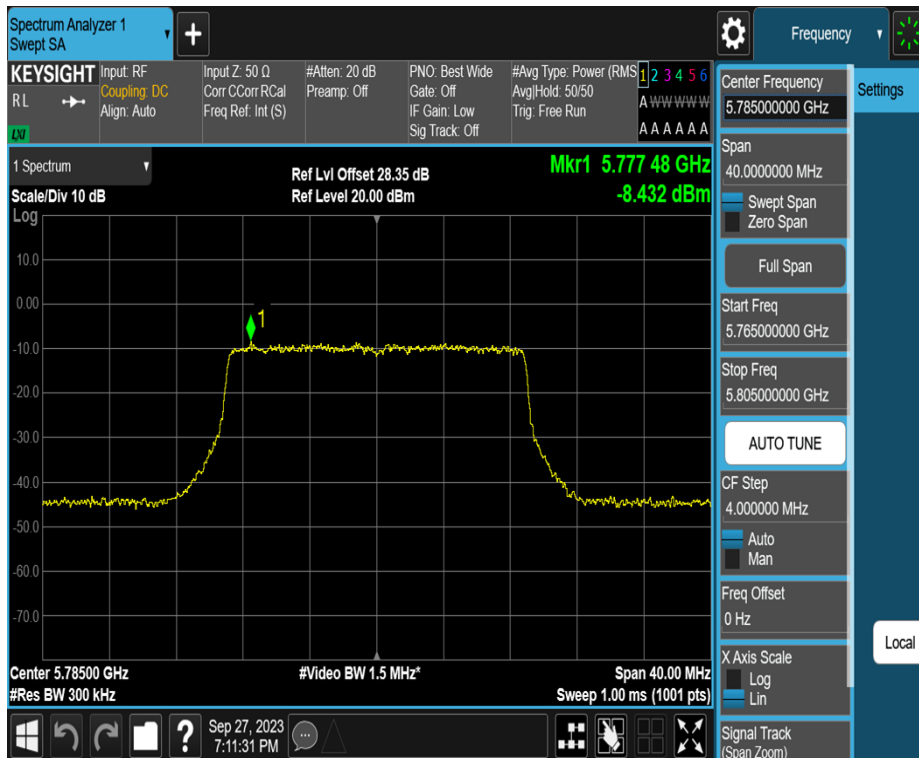 Spectrum Analyzer 1
Swept SA
Frequency
KEYSIGHT
R L
LXI
Input: RF
Coupling: DC
Align: Auto
Input Z: 50 Ω
Corr CCorr RCal
Freq Ref: Int (S)
#Atten: 20 dB
Preamp: Off
PNO: Best Wide
Gate: Off
IF Gain: Low
Sig Track: Off
#Avg Type: Power (RMS
Avg|Hold: 50/50
Trig: Free Run
1 2 3 4 5 6
A W W W W W
A A A A A A
Center Frequency
5.785000000 GHz
Settings
1 Spectrum
Scale/Div 10 dB
Log
Ref Lvl Offset 28.35 dB
Ref Level 20.00 dBm
Mkr1 5.777 48 GHz
-8.432 dBm
Span
40.0000000 MHz
Swept Span
Zero Span
Full Span
Start Freq
5.765000000 GHz
Stop Freq
5.805000000 GHz
AUTO TUNE
CF Step
4.000000 MHz
Auto
Man
Freq Offset
0 Hz
X Axis Scale
Log
Lin
Signal Track
(Span Zoom)
Local
10.0
0.00
1
-10.0
-20.0
-30.0
-40.0
-50.0
-60.0
-70.0
Center 5.78500 GHz
#Res BW 300 kHz
#Video BW 1.5 MHz*
Span 40.00 MHz
Sweep 1.00 ms (1001 pts)
?
Sep 27, 2023
7:11:31 PM